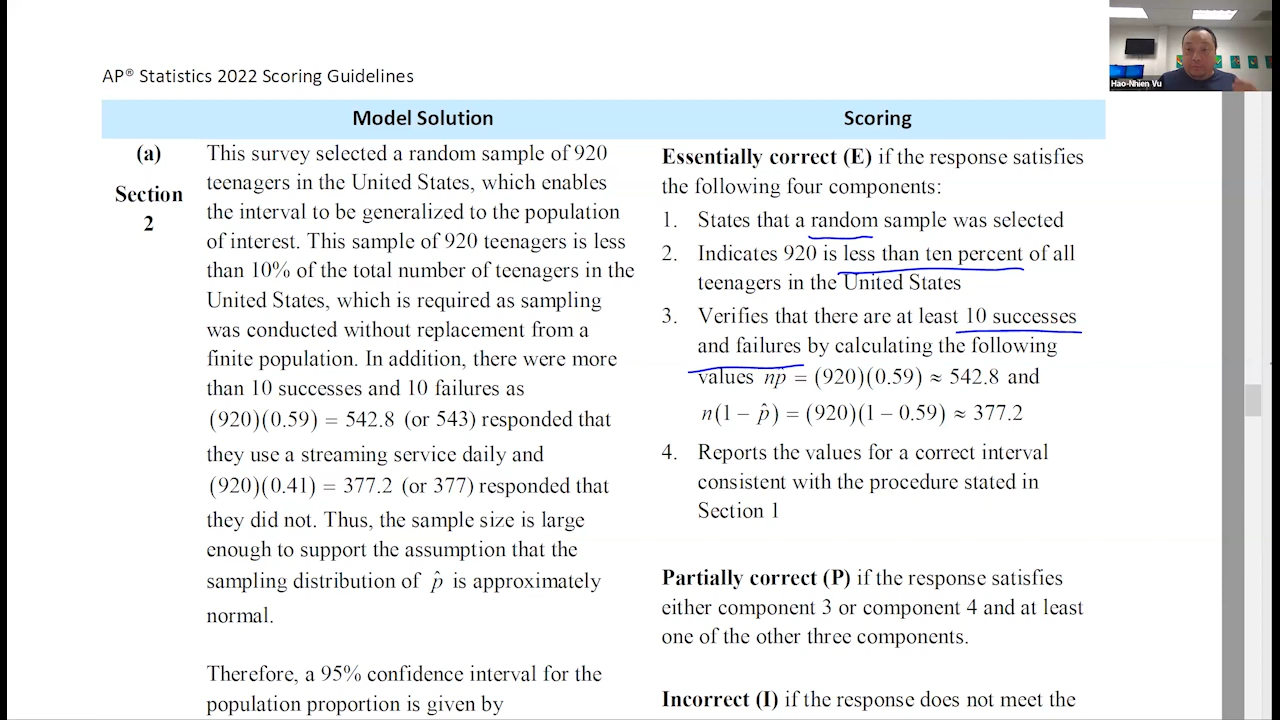 Hao-Nhien Vu
AP® Statistics 2022 Scoring Guidelines
Model Solution
Scoring
(a)
Section
2
This survey selected a random sample of 920
teenagers in the United States, which enables
the interval to be generalized to the population
of interest. This sample of 920 teenagers is less
than 10% of the total number of teenagers in the
United States, which is required as sampling
was conducted without replacement from a
finite population. In addition, there were more
than 10 successes and 10 failures as
(920)(0.59) = 542.8 (or 543) responded that
they use a streaming service daily and
(920)(0.41) = 377.2 (or 377) responded that
they did not. Thus, the sample size is large
enough to support the assumption that the
sampling distribution of p̂ is approximately
normal.
Therefore, a 95% confidence interval for the
population proportion is given by
Essentially correct (E) if the response satisfies
the following four components:
1. States that a random sample was selected
2. Indicates 920 is less than ten percent of all
teenagers in the United States
3. Verifies that there are at least 10 successes
and failures by calculating the following
values np̂ = (920)(0.59) ≈ 542.8 and
n(1 − p̂) = (920)(1 − 0.59) ≈ 377.2
4. Reports the values for a correct interval
consistent with the procedure stated in
Section 1
Partially correct (P) if the response satisfies
either component 3 or component 4 and at least
one of the other three components.
Incorrect (I) if the response does not meet the